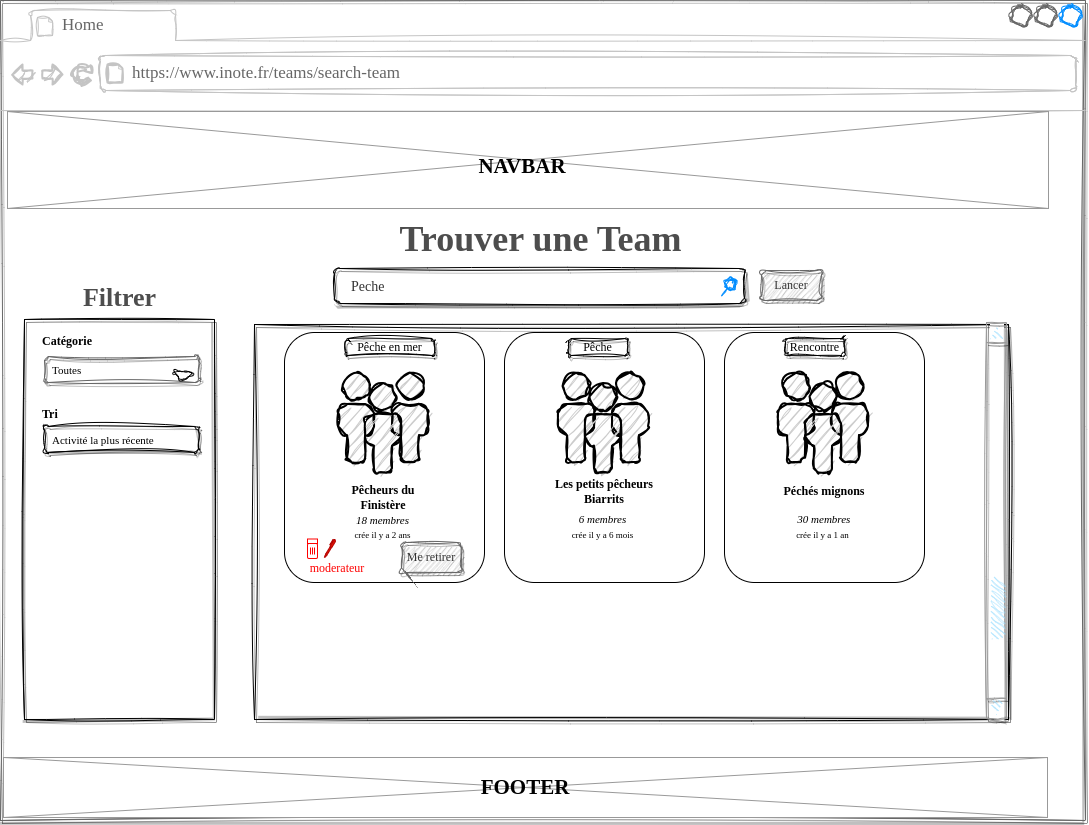 Home
https://www.inote.fr/teams/search-team
NAVBAR
Trouver une Team
Peche
Lancer
Filtrer
Catégorie
Toutes
Tri
Activité la plus récente
Pêche en mer
Pêcheurs du
Finistère
18 membres
crée il y a 2 ans
moderateur
Me retirer
Pêche
Les petits pêcheurs
Biarrits
6 membres
crée il y a 6 mois
Rencontre
Péchés mignons
30 membres
crée il y a 1 an
FOOTER